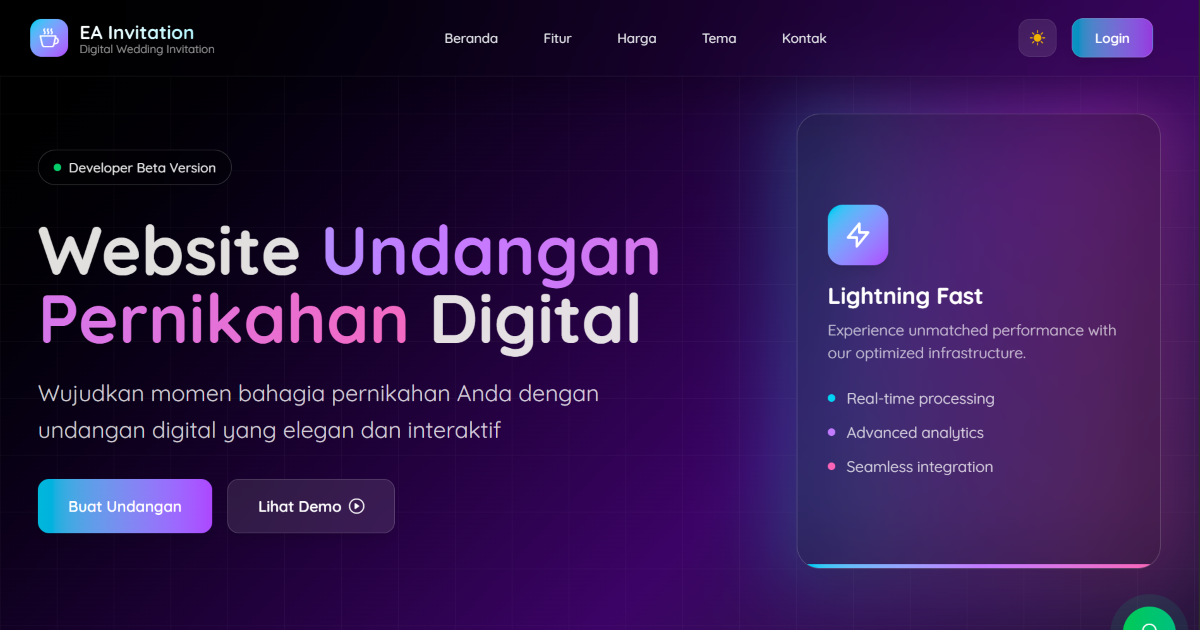 EA Invitation
Digital Wedding Invitation
Beranda
Fitur
Harga
Tema
Kontak
Login
Developer Beta Version
Website Undangan
Pernikahan Digital
Wujudkan momen bahagia pernikahan Anda dengan
undangan digital yang elegan dan interaktif
Buat Undangan
Lihat Demo
Lightning Fast
Experience unmatched performance with
our optimized infrastructure.
Real-time processing
Advanced analytics
Seamless integration